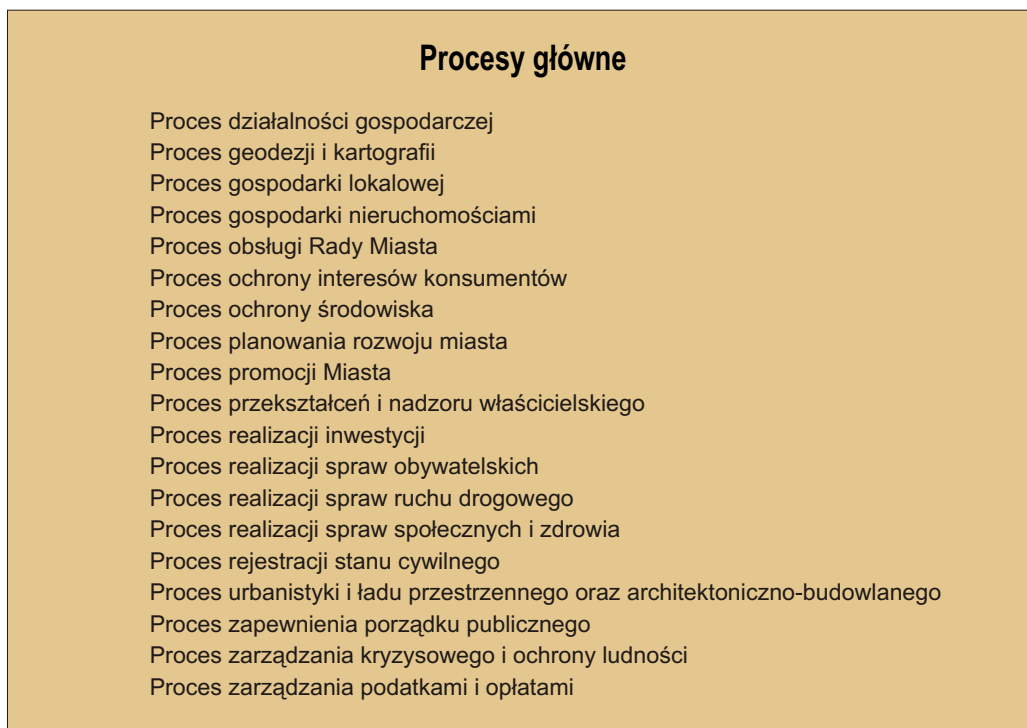 Procesy główne
Proces działalności gospodarczej
Proces geodezji i kartografii
Proces gospodarki lokalowej
Proces gospodarki nieruchomościami
Proces obsługi Rady Miasta
Proces ochrony interesów konsumentów
Proces ochrony środowiska
Proces planowania rozwoju miasta
Proces promocji Miasta
Proces przekształceń i nadzoru właścicielskiego
Proces realizacji inwestycji
Proces realizacji spraw obywatelskich
Proces realizacji spraw ruchu drogowego
Proces realizacji spraw społecznych i zdrowia
Proces rejestracji stanu cywilnego
Proces urbanistyki i ładu przestrzennego oraz architektoniczno-budowlanego
Proces zapewnienia porządku publicznego
Proces zarządzania kryzysowego i ochrony ludności
Proces zarządzania podatkami i opłatami